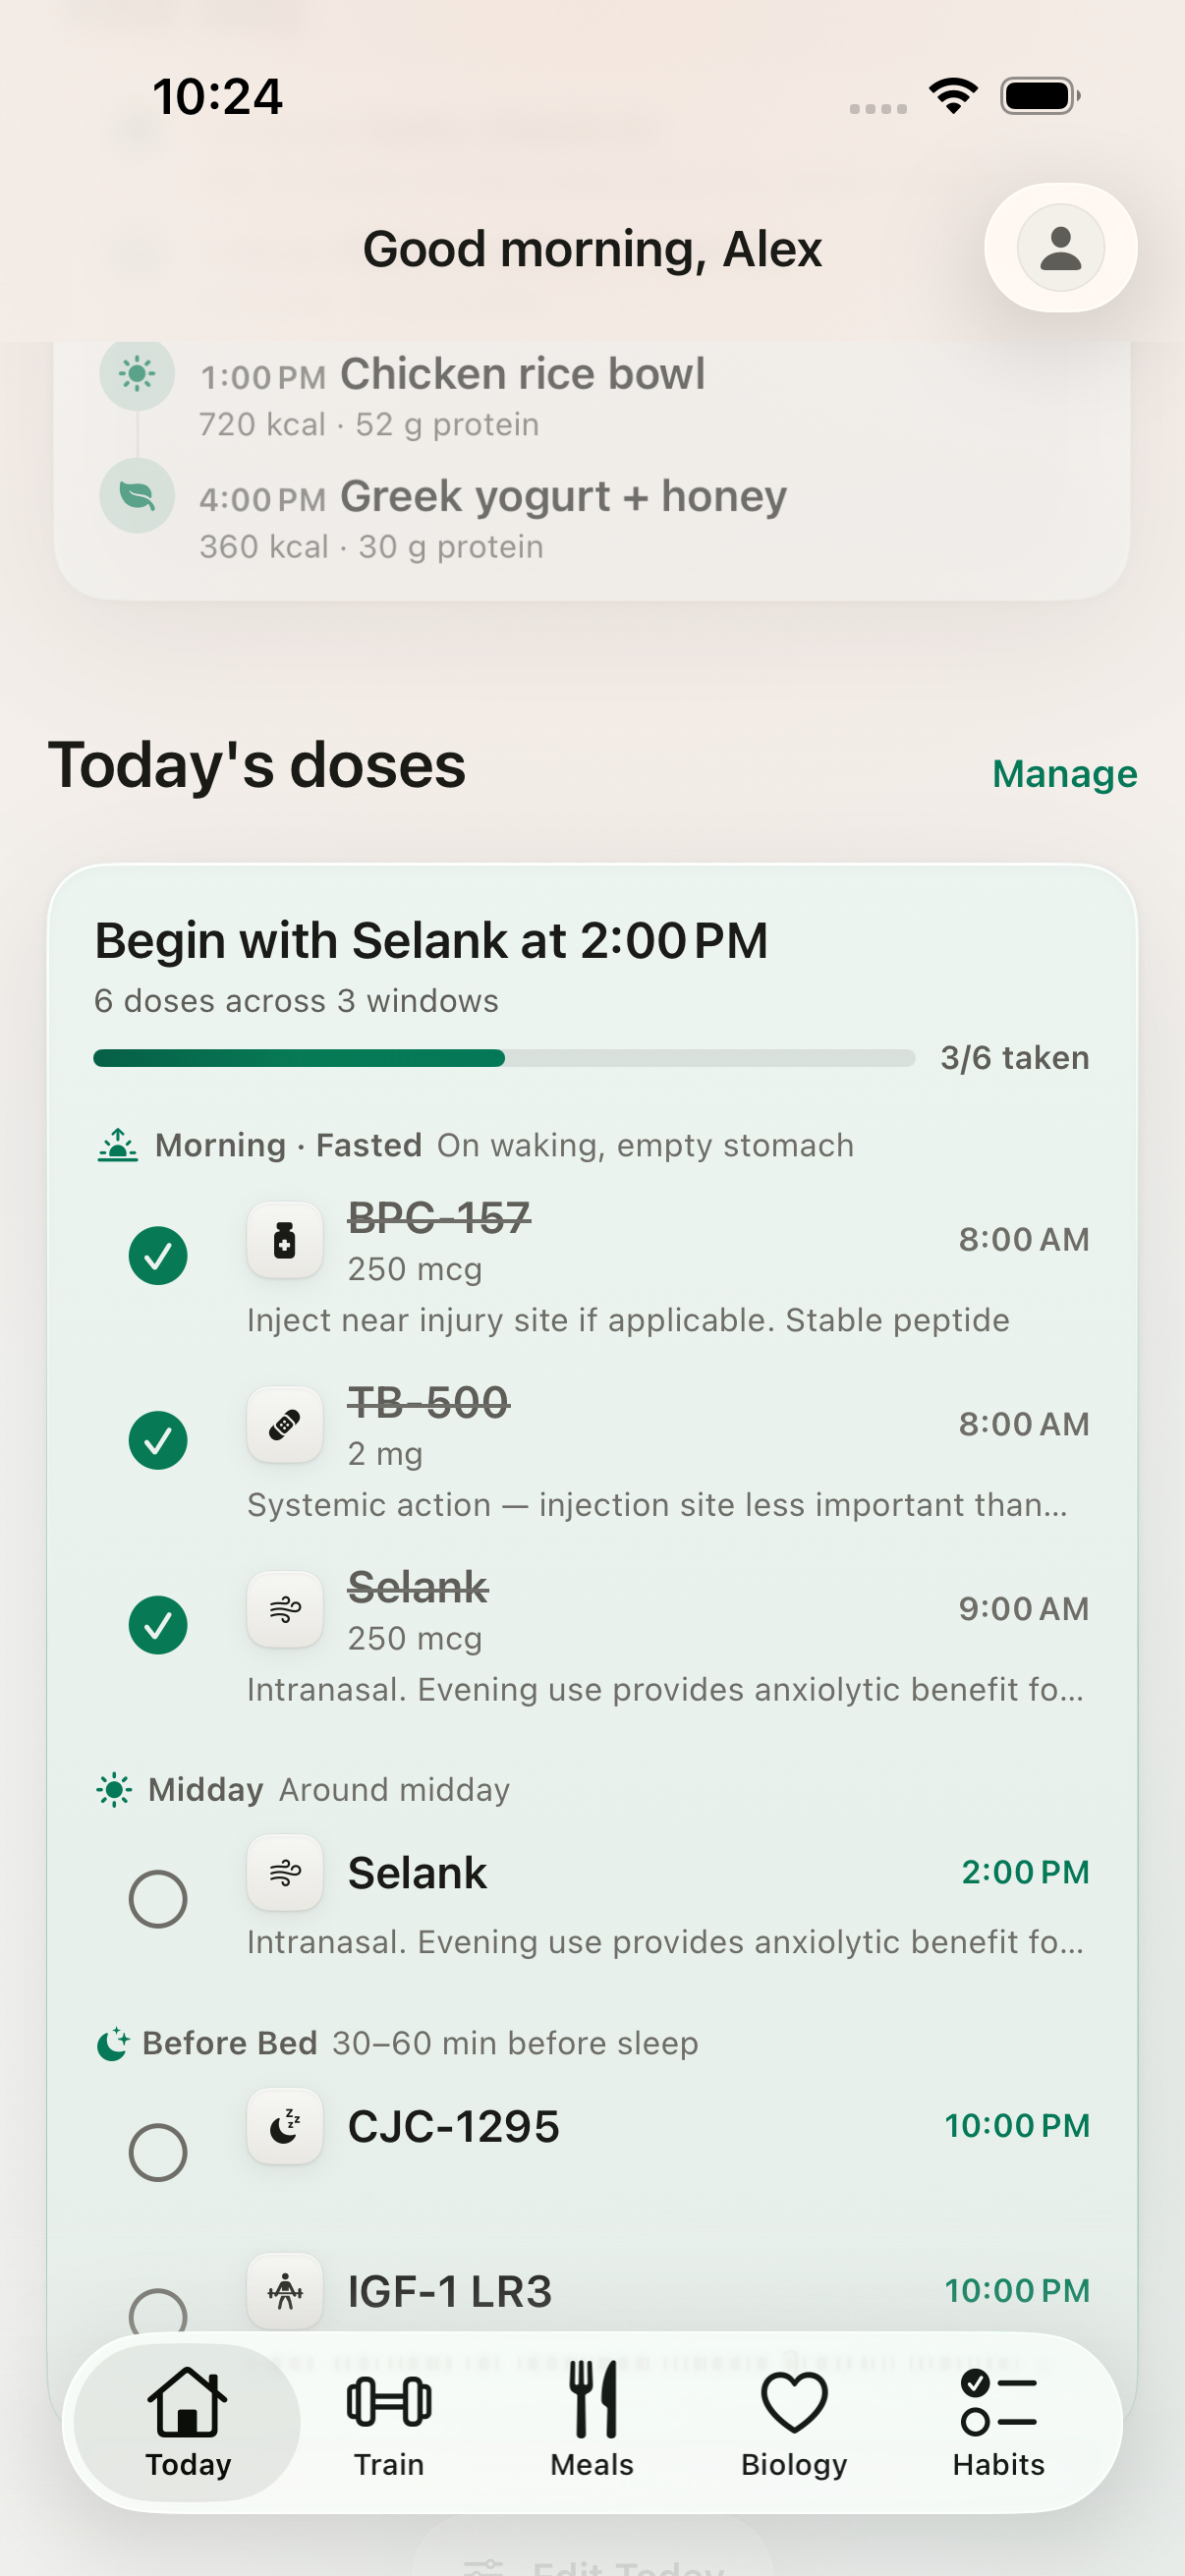 10:24
Good morning, Alex
1:00 PM Chicken rice bowl
720 kcal · 52 g protein
4:00 PM Greek yogurt + honey
360 kcal · 30 g protein
Today's doses
Manage
Begin with Selank at 2:00 PM
6 doses across 3 windows
3/6 taken
Morning · Fasted On waking, empty stomach
BPC-157
8:00 AM
250 mcg
Inject near injury site if applicable. Stable peptide
TB-500
8:00 AM
2 mg
Systemic action — injection site less important than...
Selank
9:00 AM
250 mcg
Intranasal. Evening use provides anxiolytic benefit fo...
Midday Around midday
Selank
2:00 PM
Intranasal. Evening use provides anxiolytic benefit fo...
Before Bed 30–60 min before sleep
CJC-1295
10:00 PM
IGF-1 LR3
10:00 PM
Today
Train
Meals
Biology
Habits
Edit Today